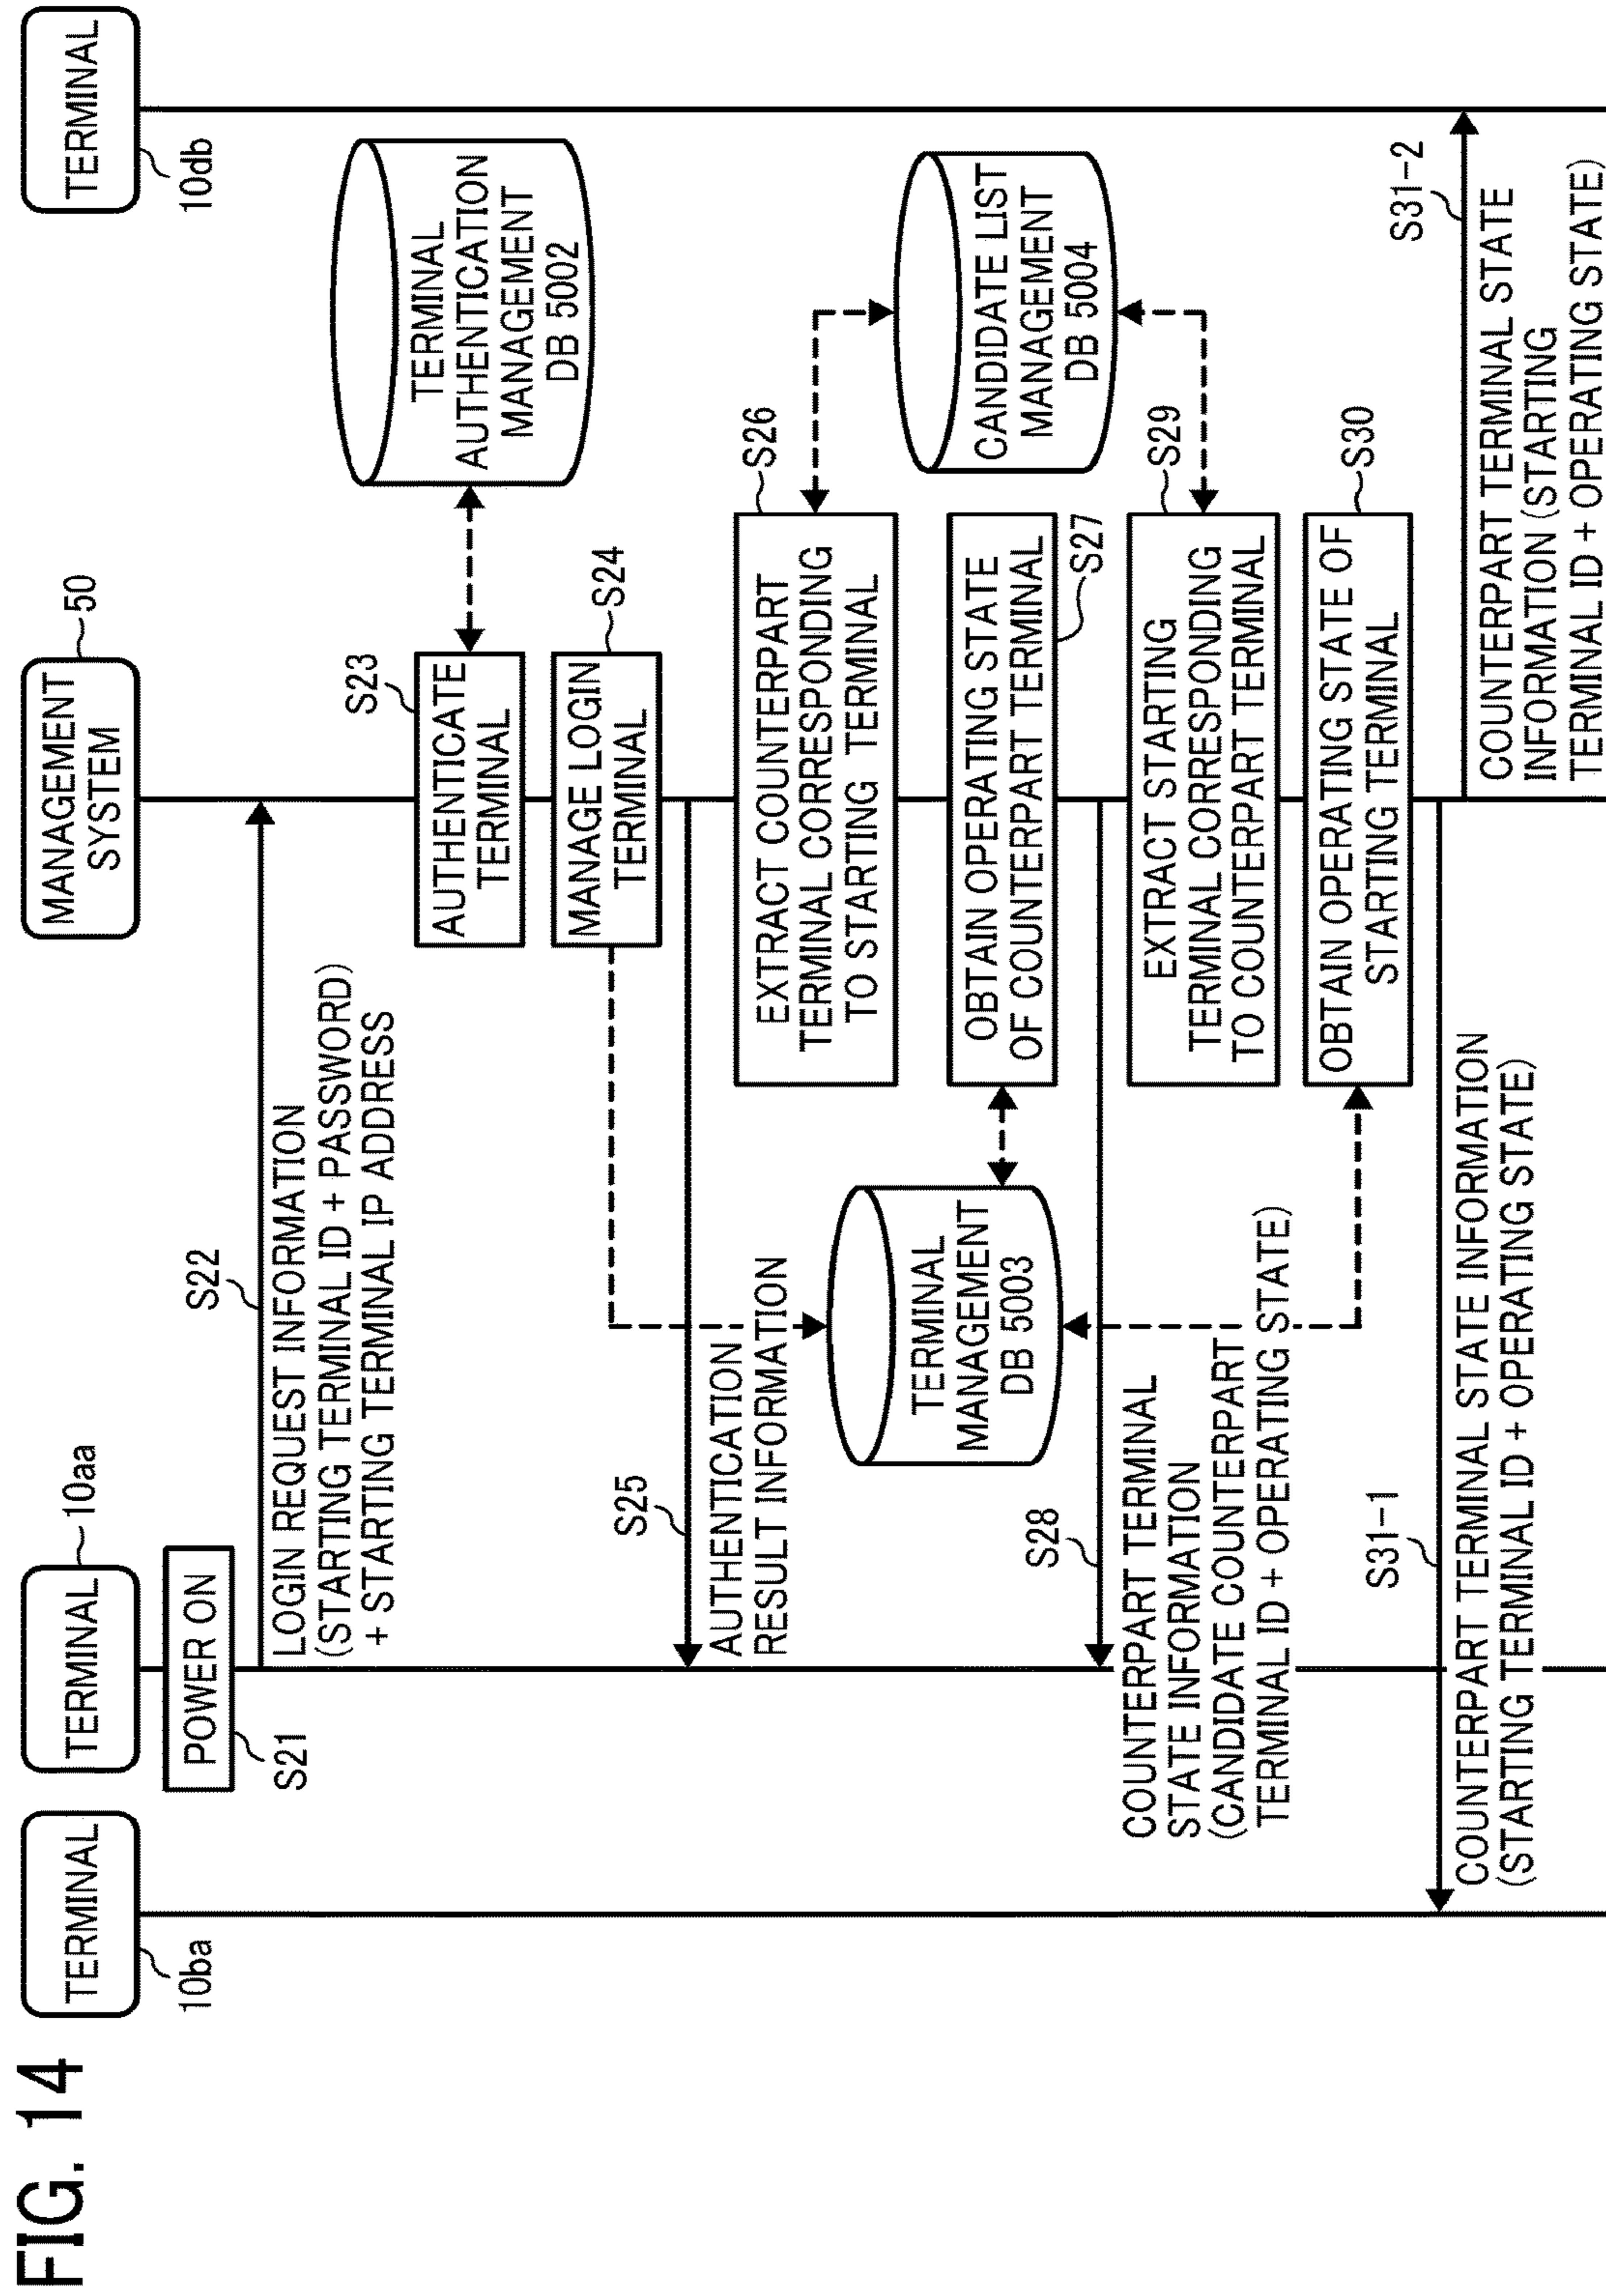 FIG. 14
TERMINAL
10ba
TERMINAL
10aa
MANAGEMENT
SYSTEM
50
TERMINAL
10db
POWER ON
S21
S22
LOGIN REQUEST INFORMATION
(STARTING TERMINAL ID + PASSWORD)
+ STARTING TERMINAL IP ADDRESS
S23
AUTHENTICATE
TERMINAL
TERMINAL
AUTHENTICATION
MANAGEMENT
DB 5002
S24
MANAGE LOGIN
TERMINAL
S25
AUTHENTICATION
RESULT INFORMATION
S26
EXTRACT COUNTERPART
TERMINAL CORRESPONDING
TO STARTING TERMINAL
TERMINAL
MANAGEMENT
DB 5003
OBTAIN OPERATING STATE
OF COUNTERPART TERMINAL
S27
CANDIDATE LIST
MANAGEMENT
DB 5004
S28
COUNTERPART TERMINAL
STATE INFORMATION
(CANDIDATE COUNTERPART
TERMINAL ID + OPERATING STATE)
S29
EXTRACT STARTING
TERMINAL CORRESPONDING
TO COUNTERPART TERMINAL
S30
OBTAIN OPERATING STATE OF
STARTING TERMINAL
S31-1
COUNTERPART TERMINAL STATE INFORMATION
(STARTING TERMINAL ID + OPERATING STATE)
S31-2
COUNTERPART TERMINAL STATE
INFORMATION (STARTING
TERMINAL ID + OPERATING STATE)